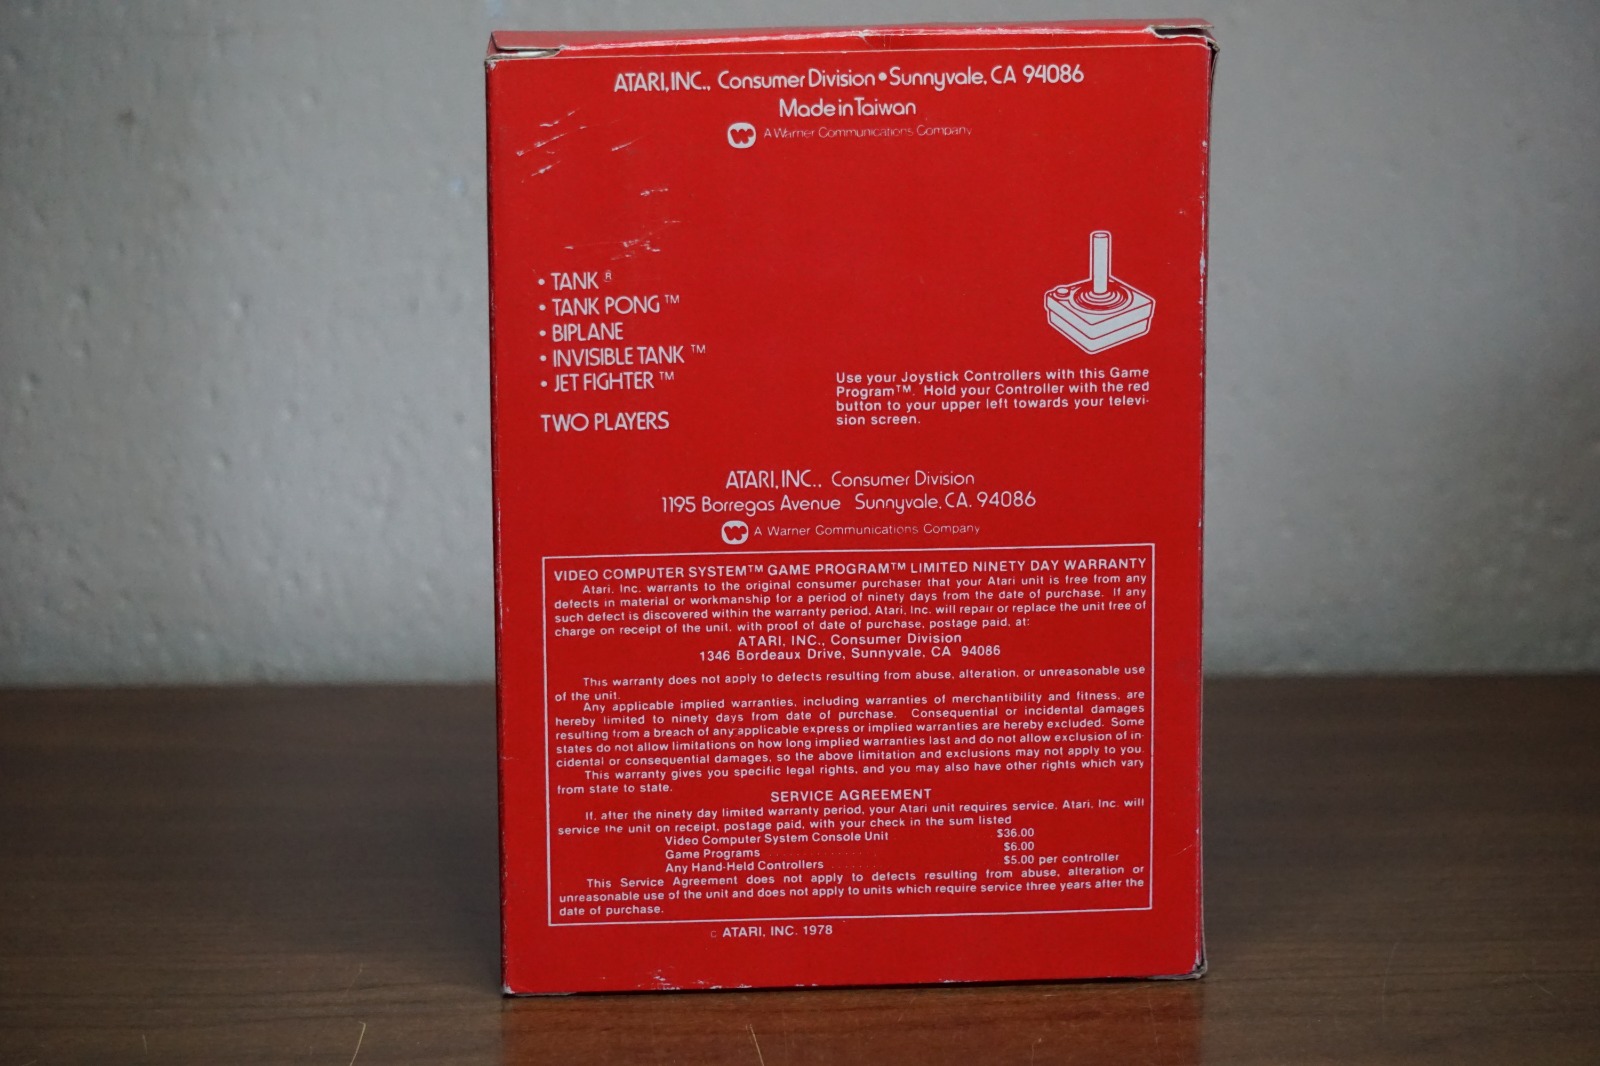 ATARI, INC., Consumer Division • Sunnyvale, CA 94086
Made in Taiwan
A Warner Communications Company
• TANK ®
• TANK PONG ™
• BIPLANE
• INVISIBLE TANK ™
• JET FIGHTER ™
TWO PLAYERS
Use your Joystick Controllers with this Game
Program™. Hold your Controller with the red
button to your upper left towards your televi-
sion screen.
ATARI, INC., Consumer Division
1195 Borregas Avenue Sunnyvale, CA. 94086
A Warner Communications Company
VIDEO COMPUTER SYSTEM™ GAME PROGRAM™ LIMITED NINETY DAY WARRANTY
Atari, Inc. warrants to the original consumer purchaser that your Atari unit is free from any
defects in material or workmanship for a period of ninety days from the date of purchase. If any
such defect is discovered within the warranty period, Atari, Inc. will repair or replace the unit free of
charge on receipt of the unit, with proof of date of purchase, postage paid, at:
ATARI, INC., Consumer Division
1346 Bordeaux Drive, Sunnyvale, CA 94086
This warranty does not apply to defects resulting from abuse, alteration, or unreasonable use
of the unit.
Any applicable implied warranties, including warranties of merchantibility and fitness, are
hereby limited to ninety days from date of purchase. Consequential or incidental damages
resulting from a breach of any applicable express or implied warranties are hereby excluded. Some
states do not allow limitations on how long implied warranties last and do not allow exclusion of in-
cidental or consequential damages, so the above limitation and exclusions may not apply to you.
This warranty gives you specific legal rights, and you may also have other rights which vary
from state to state.
SERVICE AGREEMENT
If, after the ninety day limited warranty period, your Atari unit requires service, Atari, Inc. will
service the unit on receipt, postage paid, with your check in the sum listed
Video Computer System Console Unit $36.00
Game Programs $6.00
Any Hand-Held Controllers $5.00 per controller
This Service Agreement does not apply to defects resulting from abuse, alteration or
unreasonable use of the unit and does not apply to units which require service three years after the
date of purchase.
© ATARI, INC. 1978